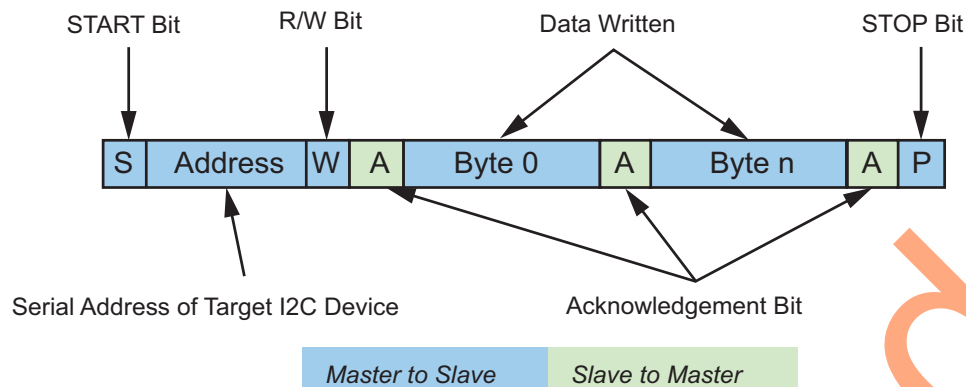 START Bit
R/W Bit
Data Written
STOP Bit
S Address W A Byte 0 A Byte n A P
Serial Address of Target I2C Device
Acknowledgement Bit
Master to Slave
Slave to Master